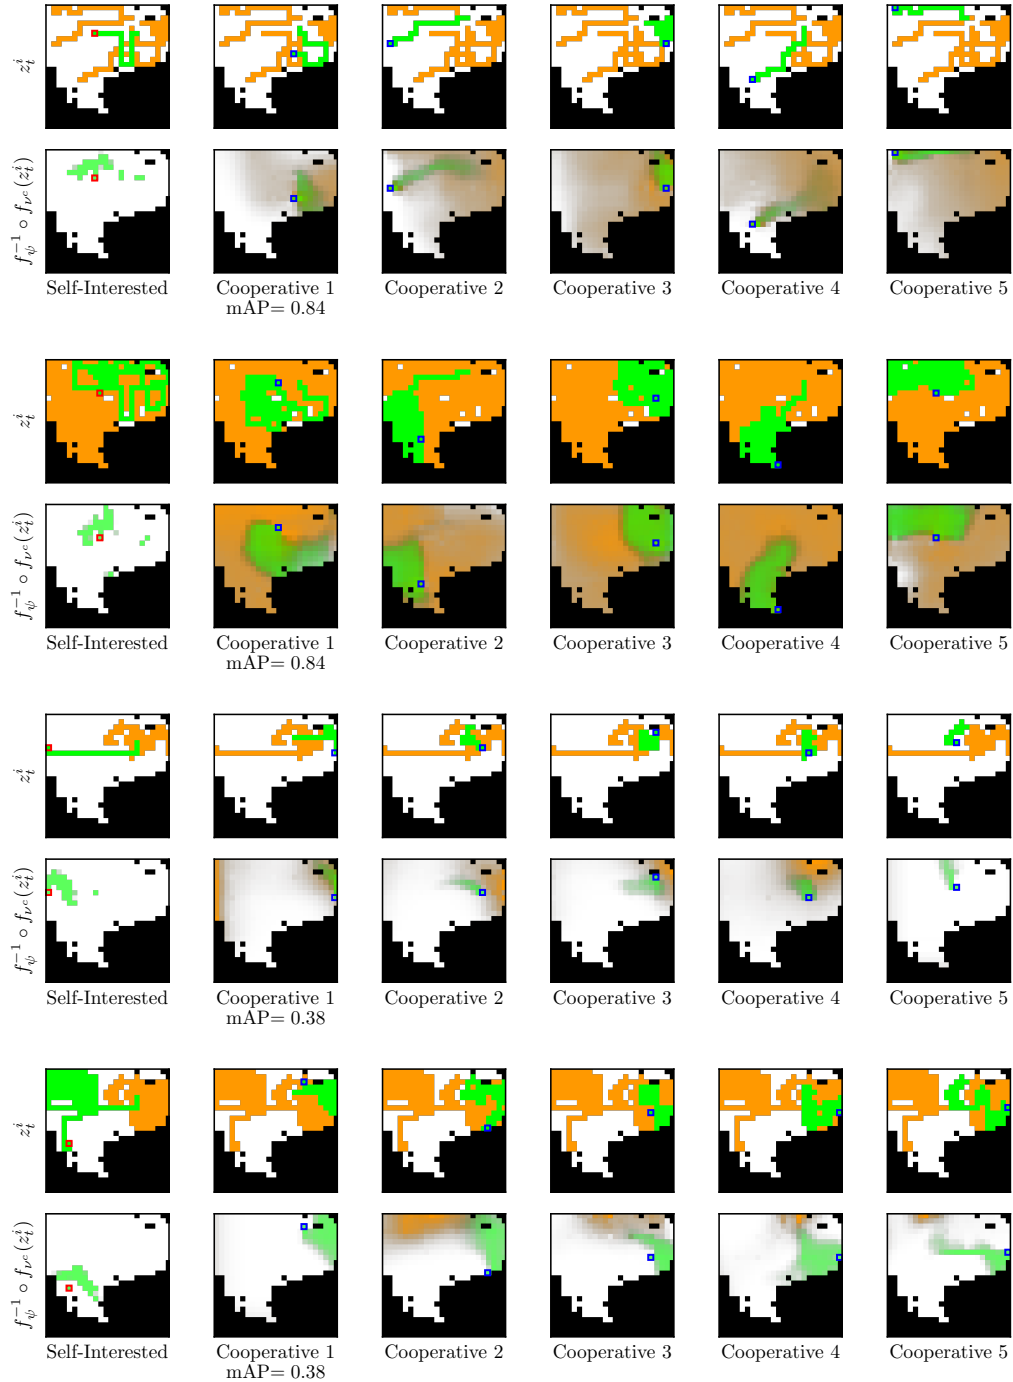 z_t^i
f_ψ^{-1} ∘ f_{ν^c}(z_t^i)
Self-Interested Cooperative 1 Cooperative 2 Cooperative 3 Cooperative 4 Cooperative 5
mAP= 0.84
z_t^i
f_ψ^{-1} ∘ f_{ν^c}(z_t^i)
Self-Interested Cooperative 1 Cooperative 2 Cooperative 3 Cooperative 4 Cooperative 5
mAP= 0.84
z_t^i
f_ψ^{-1} ∘ f_{ν^c}(z_t^i)
Self-Interested Cooperative 1 Cooperative 2 Cooperative 3 Cooperative 4 Cooperative 5
mAP= 0.38
z_t^i
f_ψ^{-1} ∘ f_{ν^c}(z_t^i)
Self-Interested Cooperative 1 Cooperative 2 Cooperative 3 Cooperative 4 Cooperative 5
mAP= 0.38